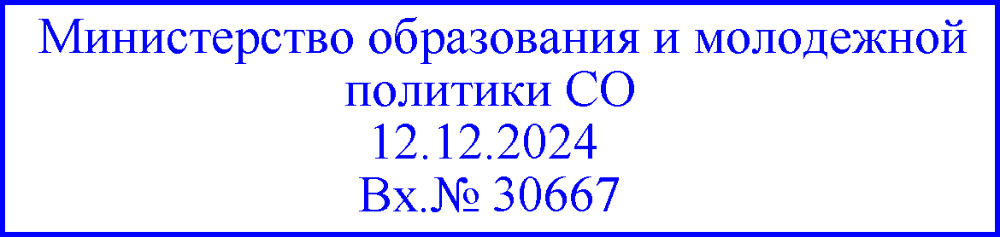 Министерство образования и молодежной
политики СО
12.12.2024
Вх.№ 30667